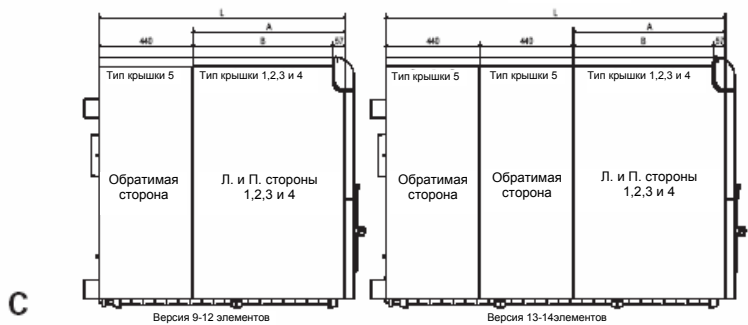 L L
A A
440 B 57 440 440 B 57
Тип крышки 5 Тип крышки 1,2,3 и 4 Тип крышки 5 Тип крышки 5 Тип крышки 1,2,3 и 4
Обратимая
сторона
Л. и П. стороны
1,2,3 и 4
Обратимая
сторона
Обратимая
сторона
Л. и П. стороны
1,2,3 и 4
C
Версия 9-12 элементов Версия 13-14элементов